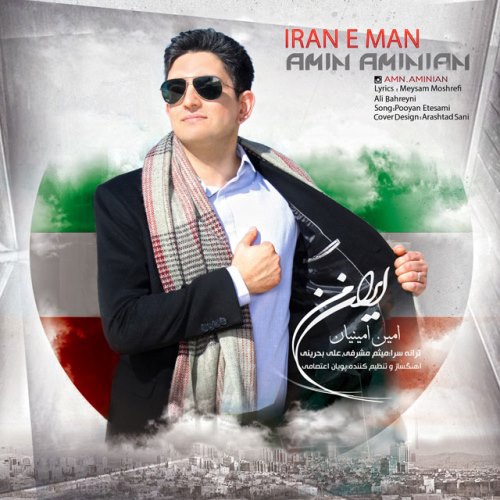 IRAN E MAN
AMIN AMINIAN
AMN.AMINIAN
Lyrics : Meysam Moshrefi
Ali Bahreyni
Song:Pooyan Etesami
Cover Design : Arashtad Sani
ایران من
امین امینیان
ترانه سرا:میثم مشرفی،علی بحرینی
آهنگساز و تنظیم کننده:پویان اعتصامی